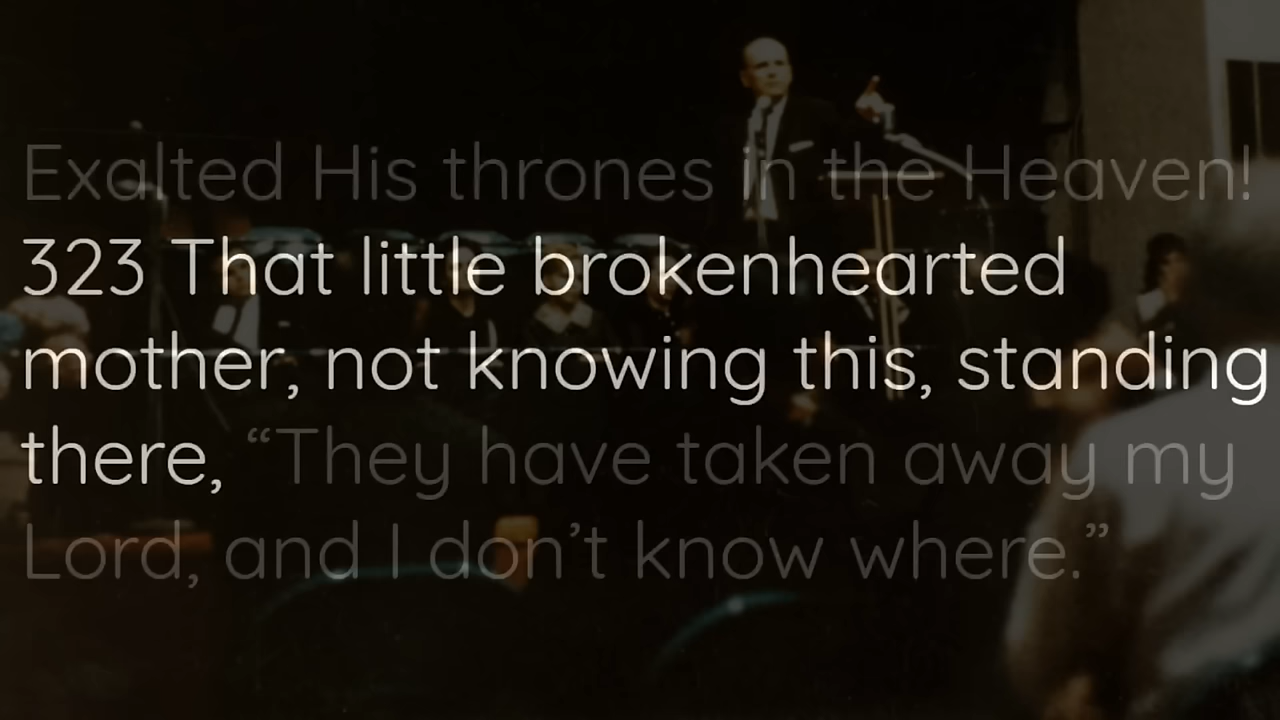 Exalted His thrones in the Heaven!
323 That little brokenhearted
mother, not knowing this, standing
there, “They have taken away my
Lord, and I don’t know where.”